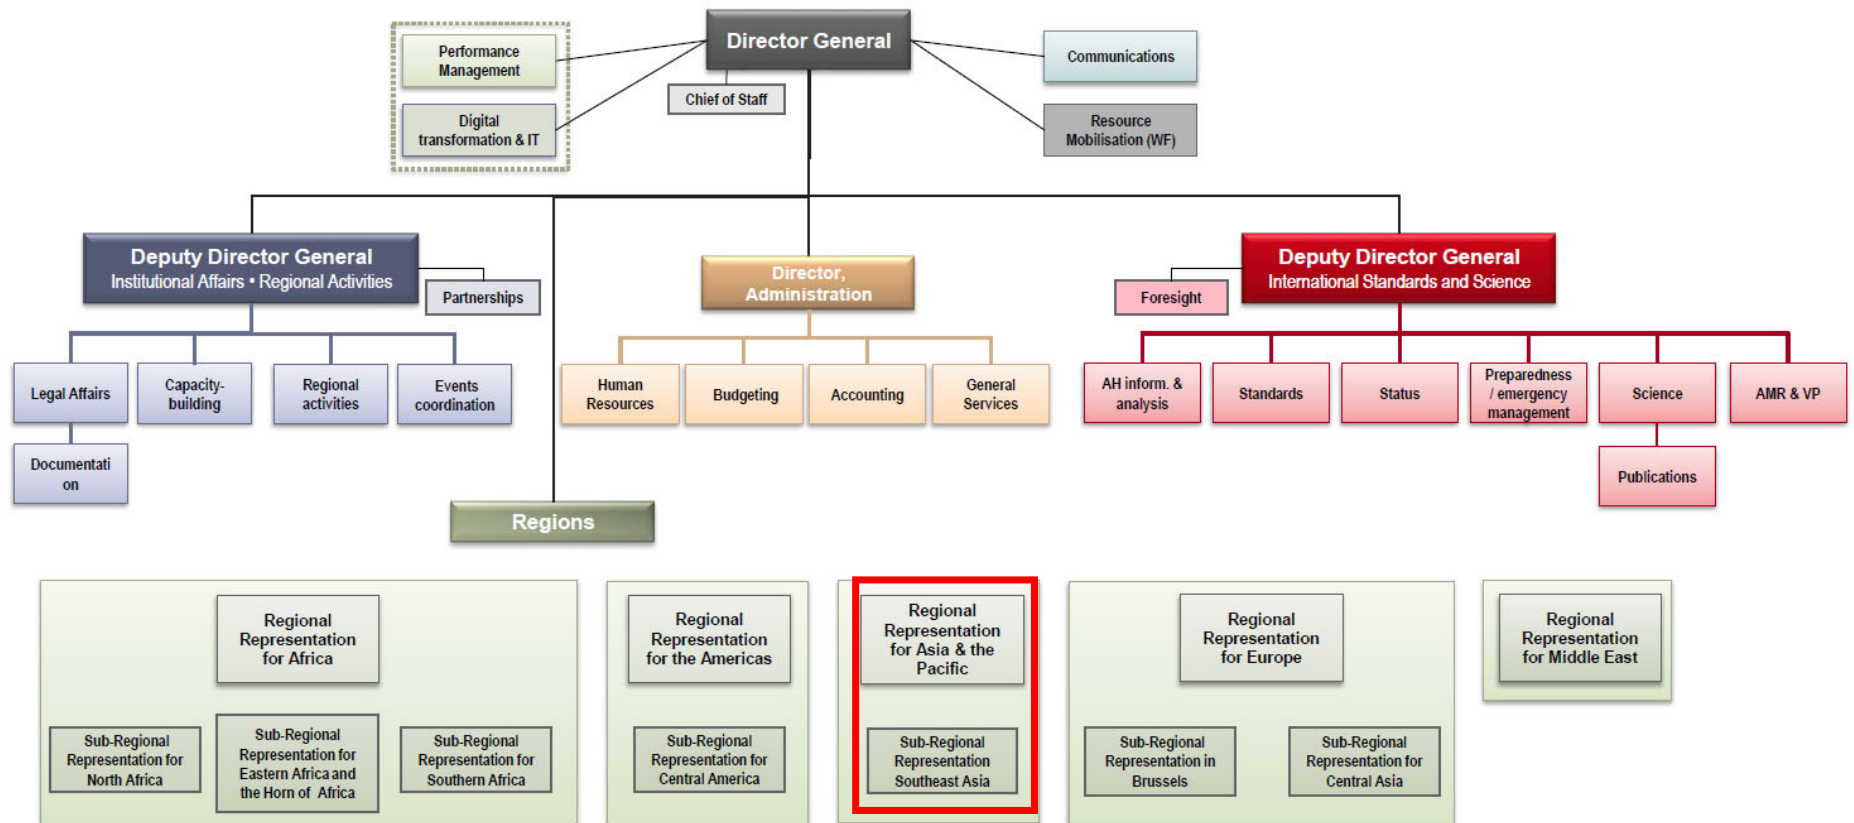 Director General
Performance
Management
Communications
Chief of Staff
Digital
transformation & IT
Resource
Mobilisation (WF)
Deputy Director General
Institutional Affairs • Regional Activities
Partnerships
Director,
Administration
Deputy Director General
International Standards and Science
Foresight
Legal Affairs
Capacity-
building
Regional
activities
Events
coordination
Human
Resources
Budgeting
Accounting
General
Services
AH inform. &
analysis
Standards
Status
Preparedness
/ emergency
management
Science
AMR & VP
Documentati
on
Publications
Regions
Regional
Representation
for Africa
Regional
Representation
for the Americas
Regional
Representation
for Asia & the
Pacific
Regional
Representation
for Europe
Regional
Representation
for Middle East
Sub-Regional
Representation for
North Africa
Sub-Regional
Representation for
Eastern Africa and
the Horn of Africa
Sub-Regional
Representation for
Southern Africa
Sub-Regional
Representation for
Central America
Sub-Regional
Representation
Southeast Asia
Sub-Regional
Representation in
Brussels
Sub-Regional
Representation for
Central Asia